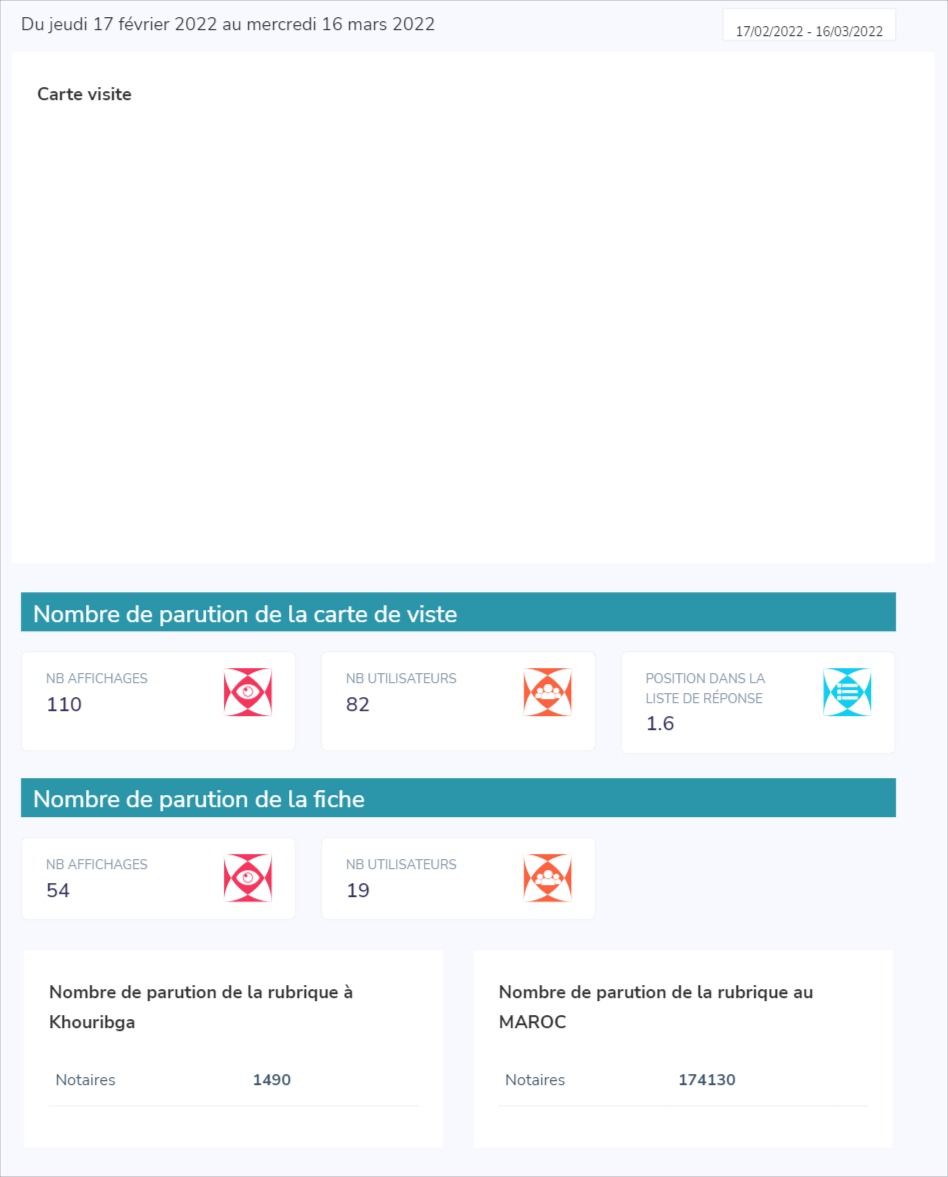 Du jeudi 17 février 2022 au mercredi 16 mars 2022
17/02/2022 - 16/03/2022
Carte visite
Nombre de parution de la carte de viste
NB AFFICHAGES
110
NB UTILISATEURS
82
POSITION DANS LA
LISTE DE RÉPONSE
1.6
Nombre de parution de la fiche
NB AFFICHAGES
54
NB UTILISATEURS
19
Nombre de parution de la rubrique à
Khouribga
Notaires 1490
Nombre de parution de la rubrique au
MAROC
Notaires 174130